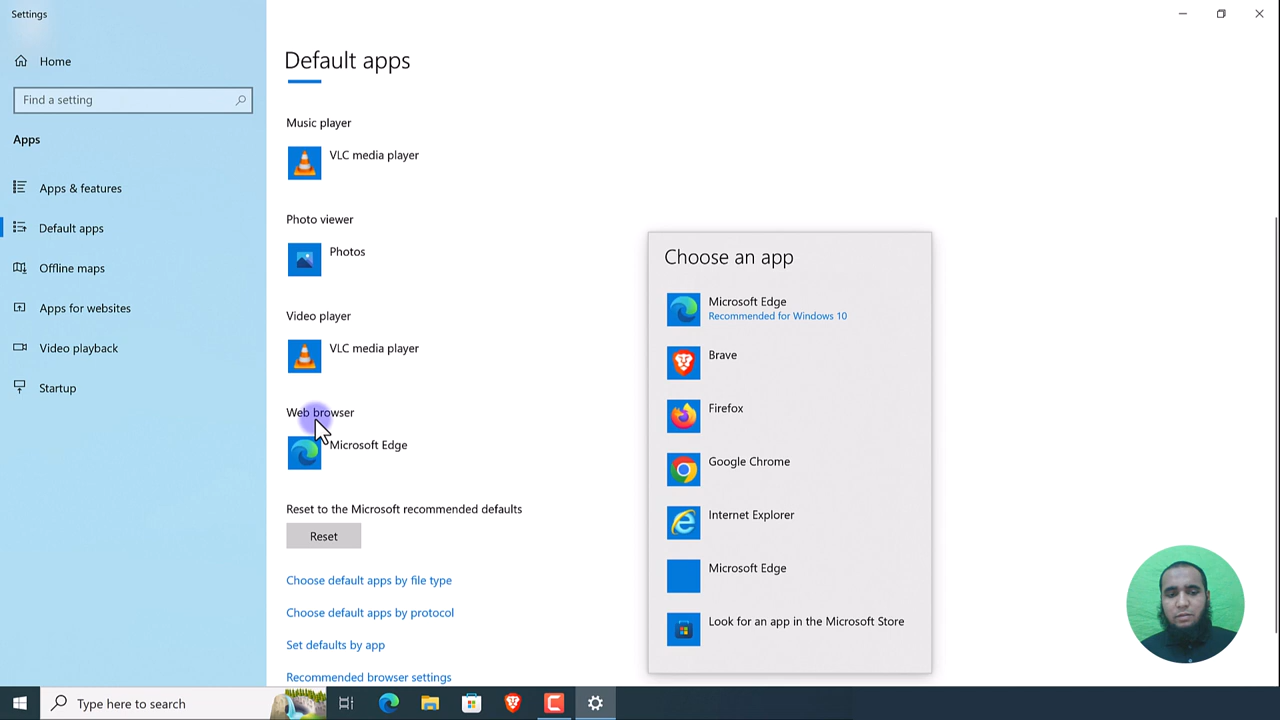 Settings
Home
Find a setting
Apps
Apps & features
Default apps
Offline maps
Apps for websites
Video playback
Startup
Default apps
Music player
VLC media player
Photo viewer
Photos
Video player
VLC media player
Web browser
Microsoft Edge
Reset to the Microsoft recommended defaults
Reset
Choose default apps by file type
Choose default apps by protocol
Set defaults by app
Recommended browser settings
Choose an app
Microsoft Edge
Recommended for Windows 10
Brave
Firefox
Google Chrome
Internet Explorer
Microsoft Edge
Look for an app in the Microsoft Store
Type here to search